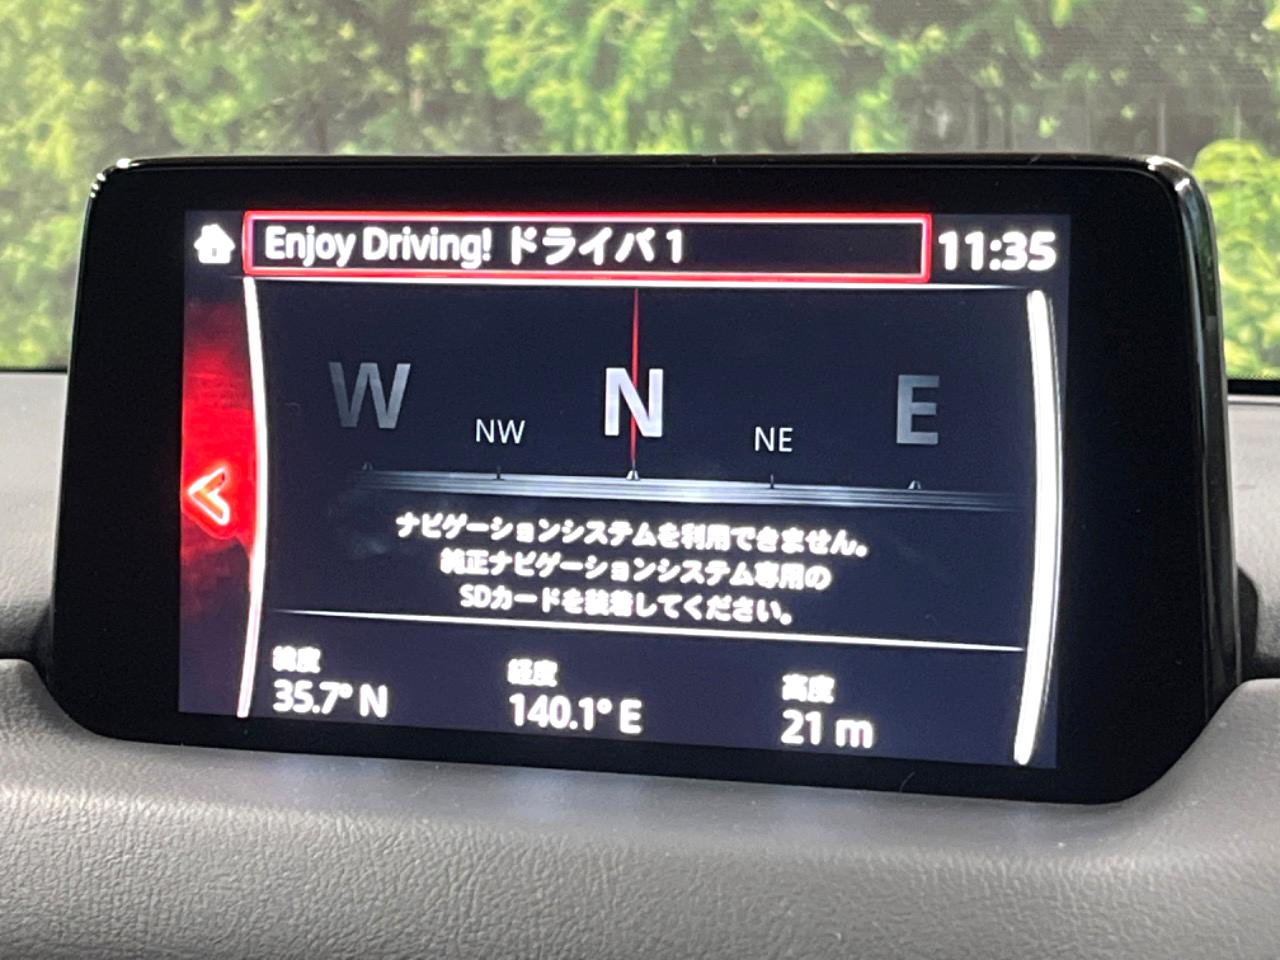 Enjoy Driving! ドライバ 1
11:35
W NW N NE E
ナビゲーションシステムを利用できません。
純正ナビゲーションシステム専用の
SDカードを装着してください。
緯度 経度 高度
35.7° N 140.1° E 21 m